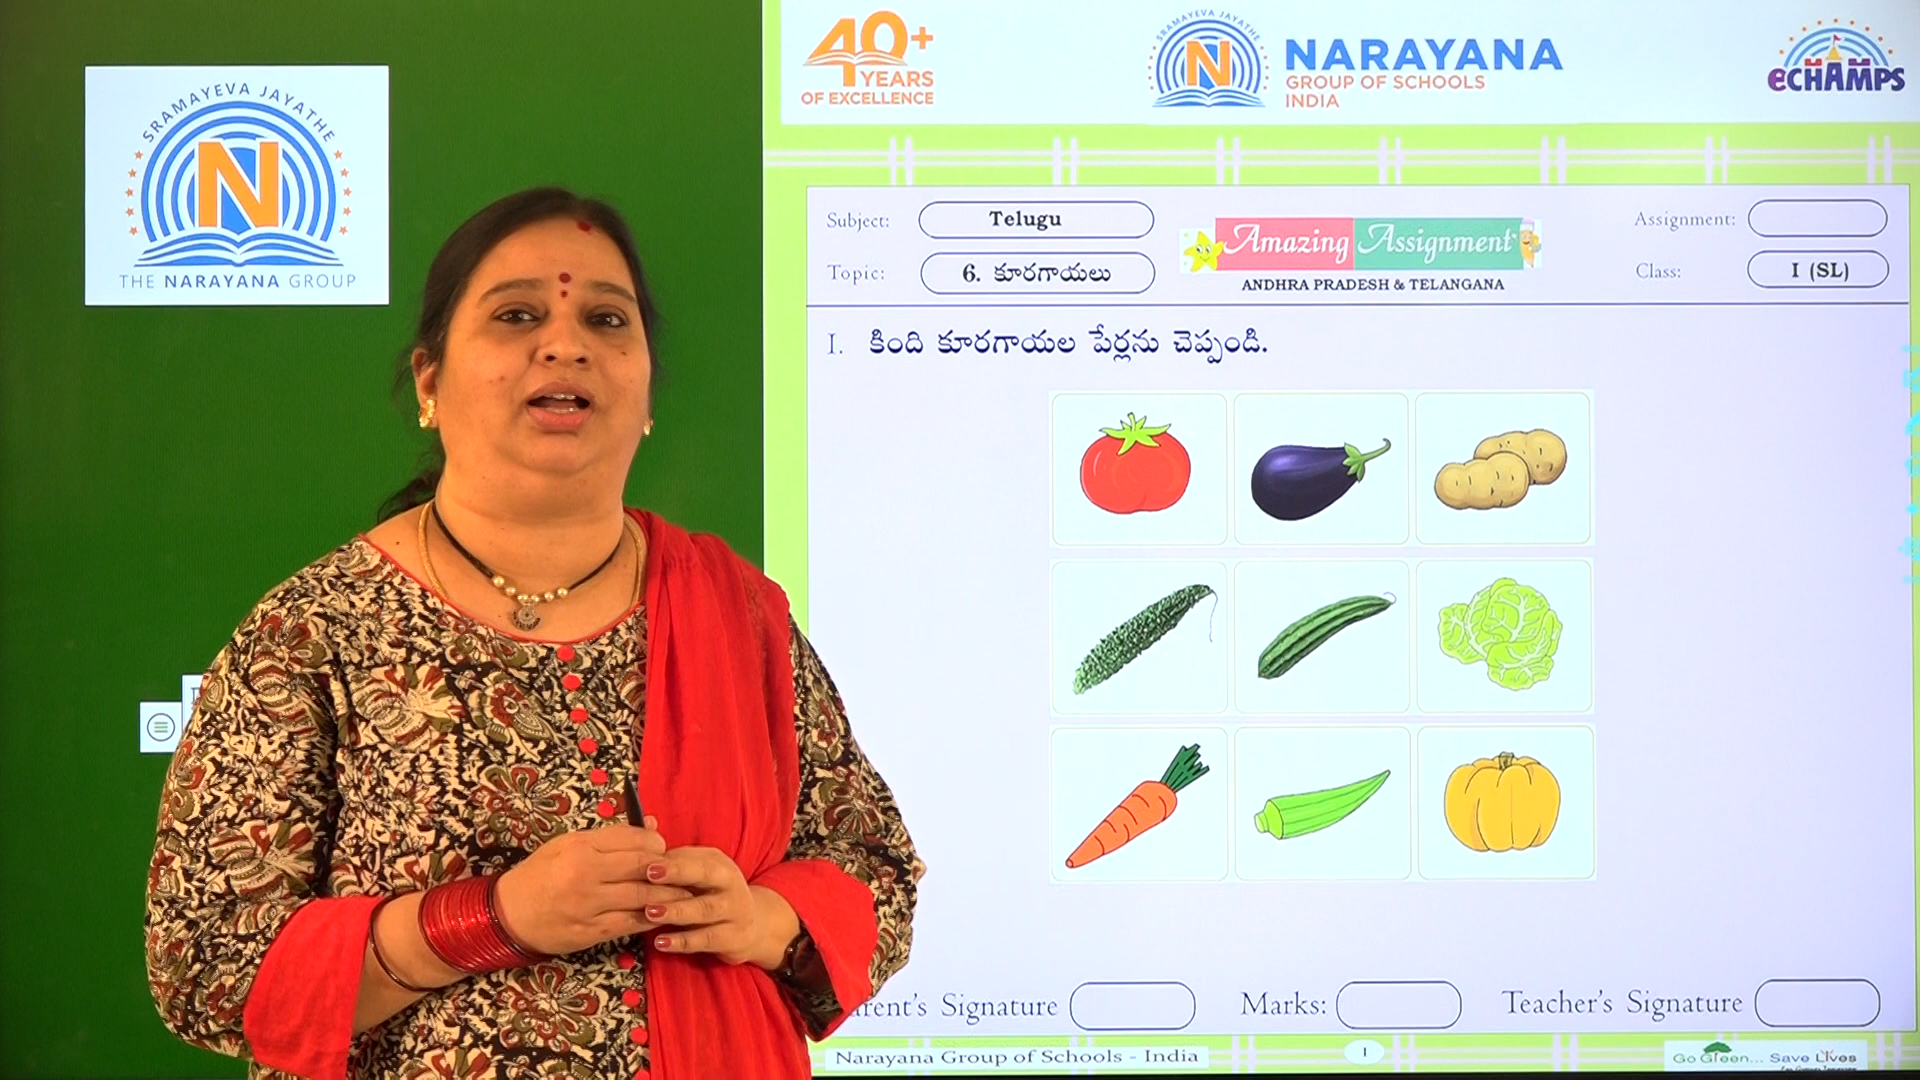 SRAMAYEVA JAYATHE
N
THE NARAYANA GROUP
40+
YEARS
OF EXCELLENCE
SRAMAYEVA JAYATHE
N
NARAYANA
GROUP OF SCHOOLS
INDIA
eCHAMPS
Subject: Telugu
Topic: 6. కూరగాయలు
Amazing Assignment
ANDHRA PRADESH & TELANGANA
Assignment:
Class: I (SL)
I. కింది కూరగాయల పేర్లను చెప్పండి.
Signature
Marks:
Teacher's Signature
Narayana Group of Schools - India
1
Go Green... Save Lives